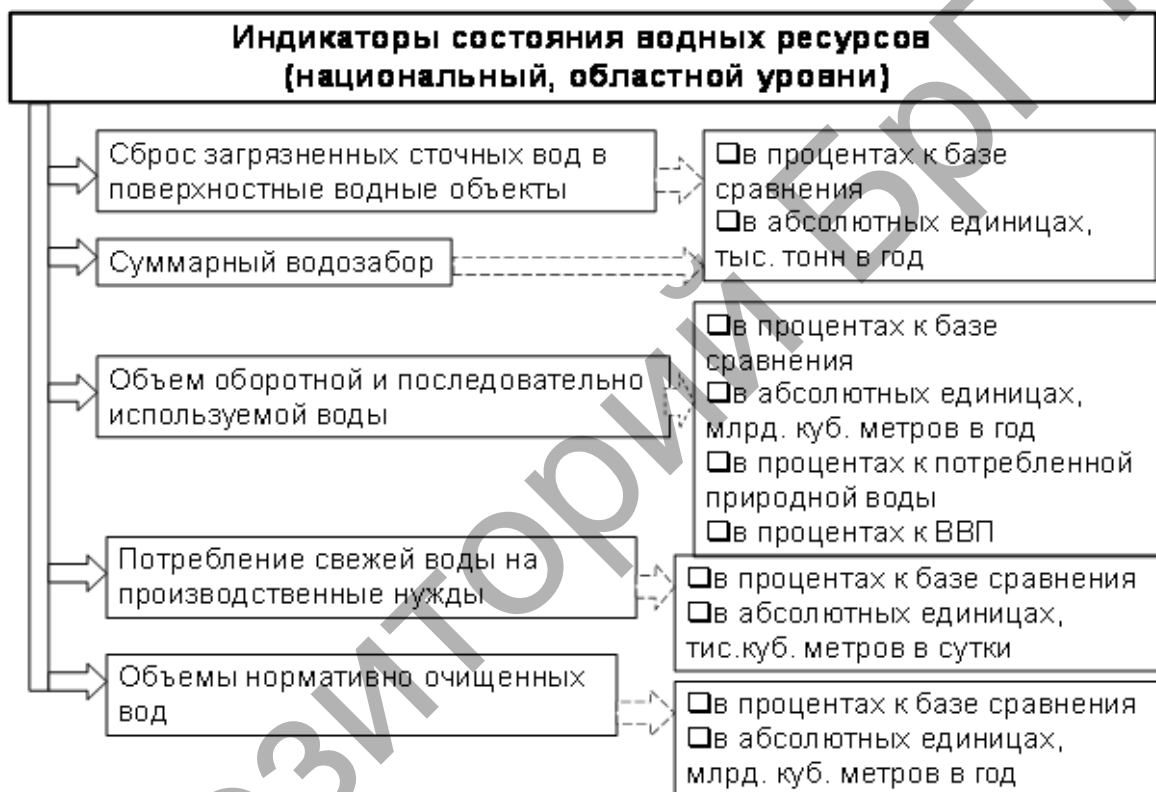 Индикаторы состояния водных ресурсов
(национальный, областной уровни)
Сброс загрязненных сточных вод в
поверхностные водные объекты
❑в процентах к базе
сравнения
❑в абсолютных единицах,
тыс. тонн в год
Суммарный водозабор
Объем оборотной и последовательно
используемой воды
❑в процентах к базе
сравнения
❑в абсолютных единицах,
млрд. куб. метров в год
❑в процентах к потребленной
природной воды
❑в процентах к ВВП
Потребление свежей воды на
производственные нужды
❑в процентах к базе сравнения
❑в абсолютных единицах,
тис.куб. метров в сутки
Объемы нормативно очищенных
вод
❑в процентах к базе сравнения
❑в абсолютных единицах,
млрд. куб. метров в год